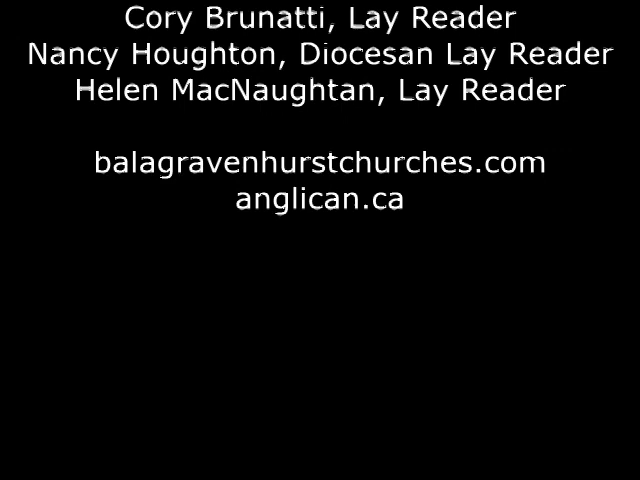 Cory Brunatti, Lay Reader
Nancy Houghton, Diocesan Lay Reader
Helen MacNaughtan, Lay Reader
balagravenhurstchurches.com
anglican.ca